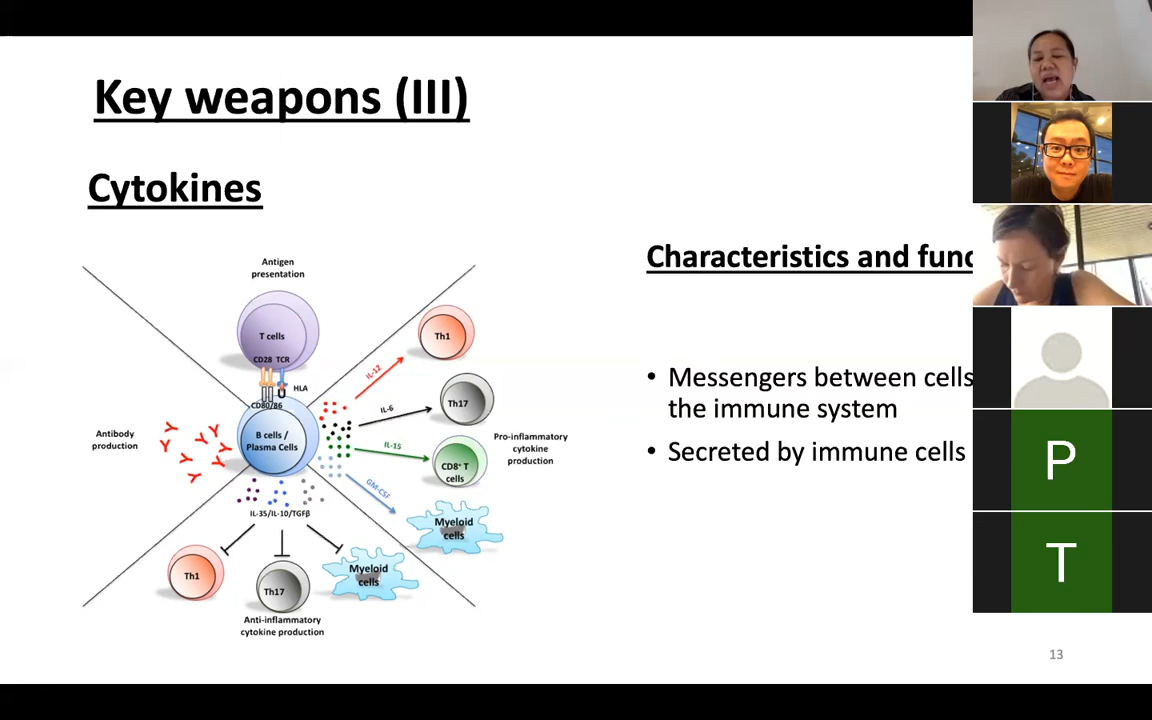 Key weapons (III)
Cytokines
Antigen
presentation
T cells
CD28 TCR
HLA
CD80/86
B cells /
Plasma Cells
Antibody
production
IL-12
Th1
IL-6
Th17
IL-15
CD8⁺ T
cells
GM-CSF
Myeloid
cells
Pro-inflammatory
cytokine
production
IL-35/IL-10/TGFβ
Th1
Th17
Myeloid
cells
Anti-inflammatory
cytokine production
Characteristics and func
• Messengers between cells
the immune system
• Secreted by immune cells
P
T
13